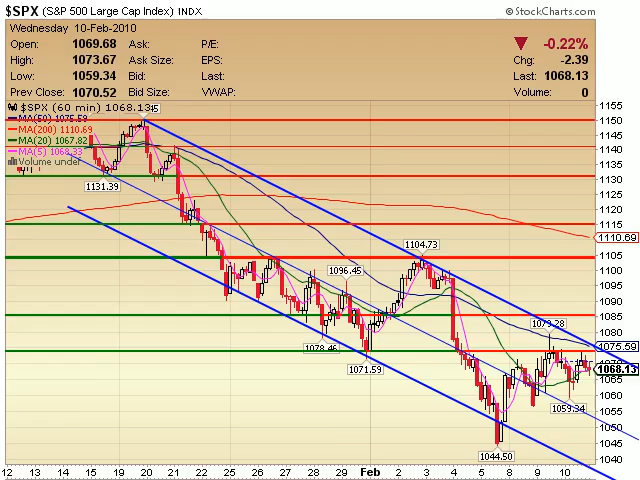 $SPX (S&P 500 Large Cap Index) INDX
© StockCharts.com
Wednesday 10-Feb-2010
Open: 1069.68 Ask: P/E: -0.22%
High: 1073.67 Ask Size: EPS: Chg: -2.39
Low: 1059.34 Bid: Last: Last: 1068.13
Prev Close: 1070.52 Bid Size: VWAP: Volume: 0
$SPX (60 min) 1068.13
MA(50) 1075.59
MA(200) 1110.69
MA(20) 1067.82
MA(5) 1068.33
Volume undef
45
1131.39
1104.73
1096.45
1078.46
1071.59
1079.28
1059.34
1044.50
1155
1150
1145
1140
1135
1130
1125
1120
1115
1110.69
1105
1100
1095
1090
1085
1080
1075.59
1068.13
1065
1060
1055
1050
1045
1040
12 13 14 15 19 20 21 22 25 26 27 28 29 Feb 2 3 4 5 8 9 10